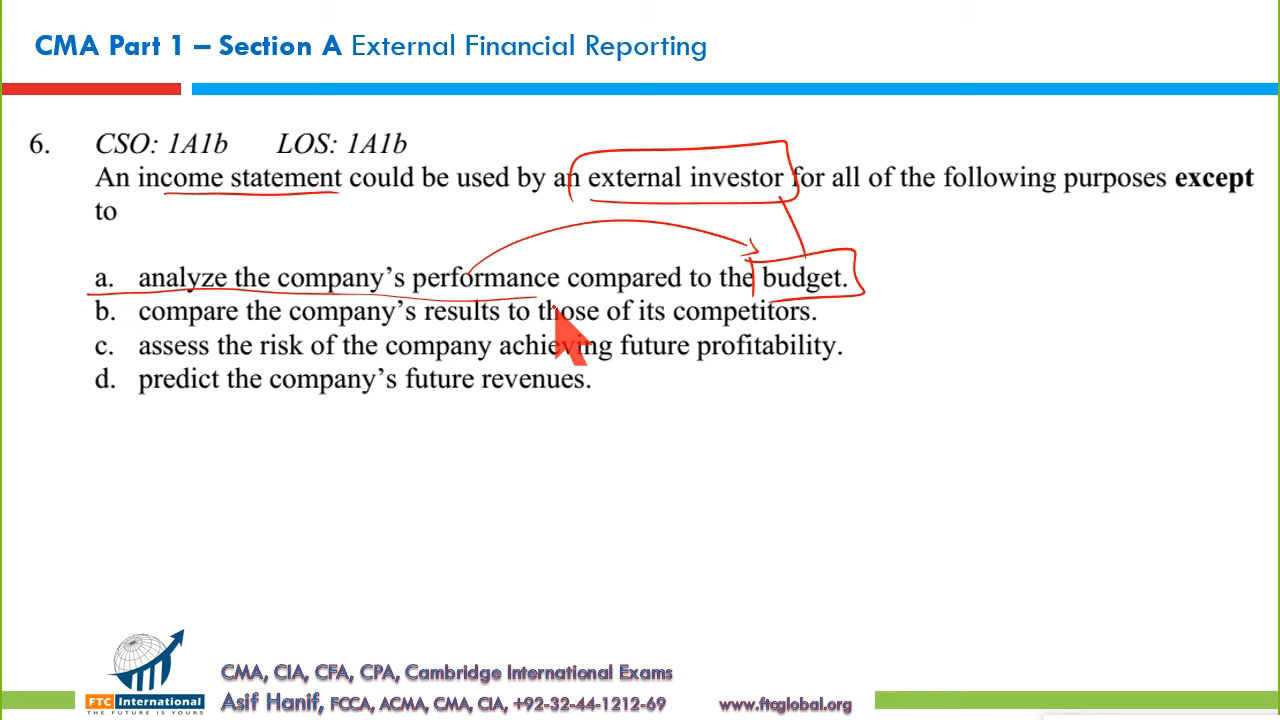 CMA Part 1 – Section A External Financial Reporting
6. CSO: 1A1b LOS: 1A1b
An income statement could be used by an external investor for all of the following purposes except
to
a. analyze the company’s performance compared to the budget.
b. compare the company’s results to those of its competitors.
c. assess the risk of the company achieving future profitability.
d. predict the company’s future revenues.
FTC International
THE FUTURE IS YOURS
CMA, CIA, CFA, CPA, Cambridge International Exams
Asif Hanif, FCCA, ACMA, CMA, CIA, +92-32-44-1212-69 www.ftcglobal.org